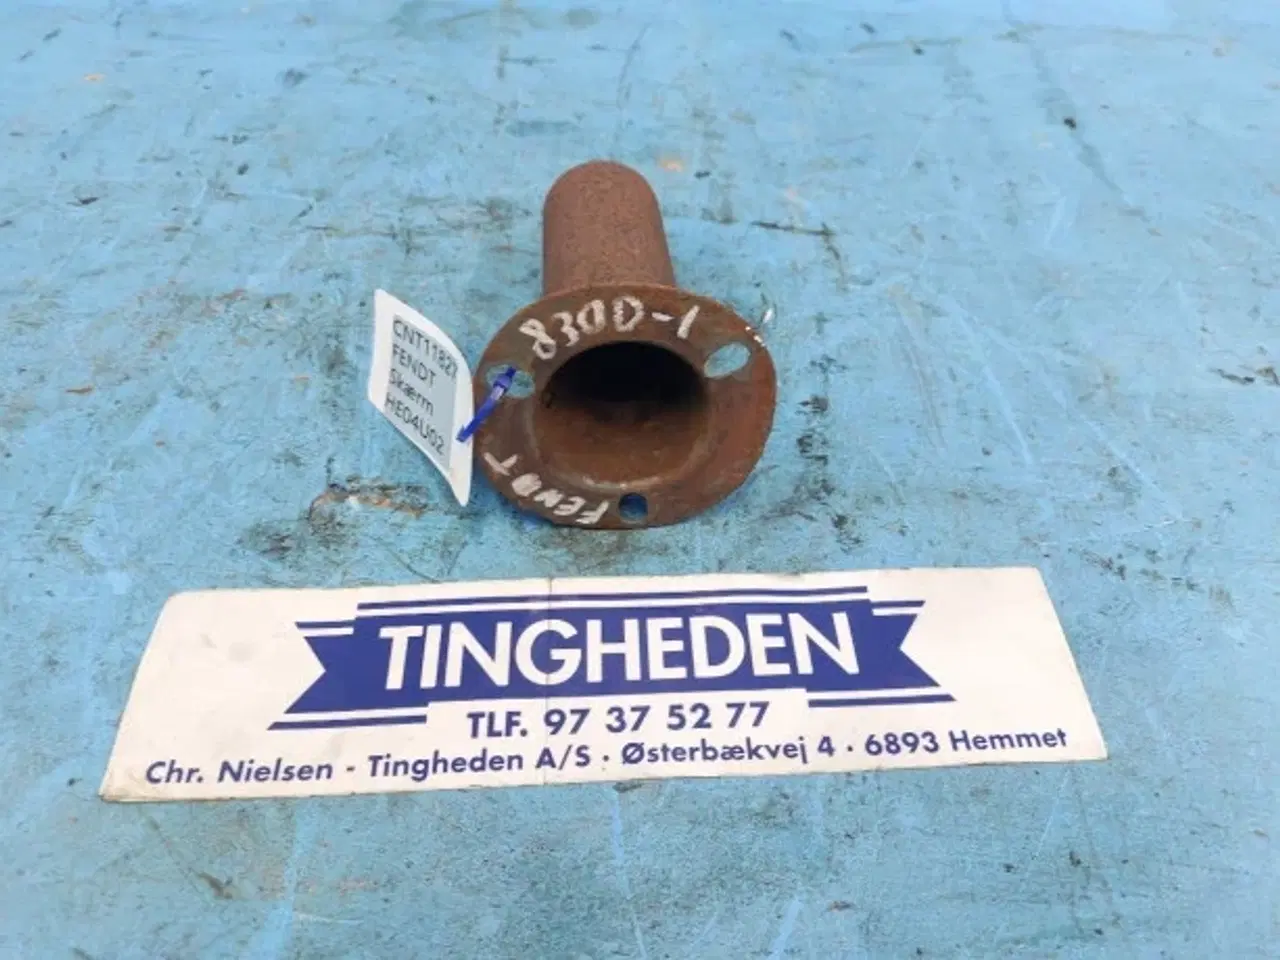 8300-1
FENDT
CNT11827
FENDT
Skærm
HE04U02
TINGHEDEN
TLF. 97 37 52 77
Chr. Nielsen - Tingheden A/S · Østerbækvej 4 · 6893 Hemmet